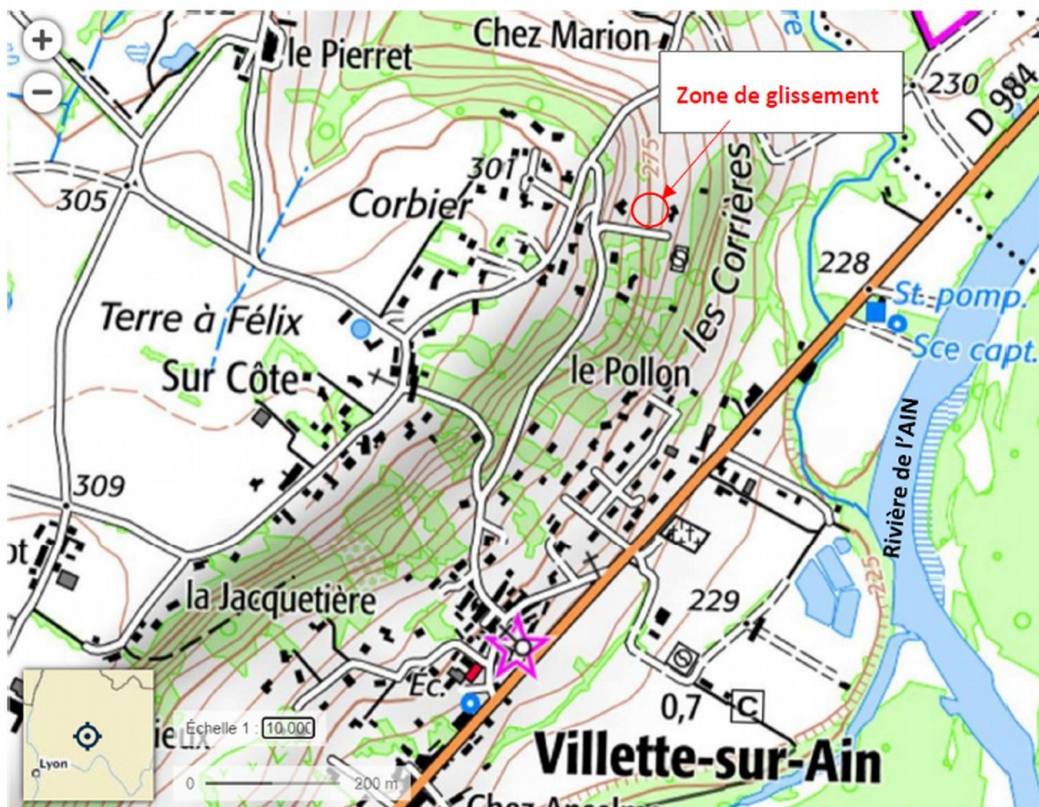 302
+
−
le Pierret
Chez Marion
230
D 984
Zone de glissement
275
301
305
Corbier
les Corrières
228
St. pomp.
Sce capt.
Terre à Félix
Sur Côte
le Pollon
Rivière de l'AIN
309
225
la Jacquetière
229
Ec.
0,7
C
Échelle 1 : 10 000
Lyon
0 200 m
Villette-sur-Ain